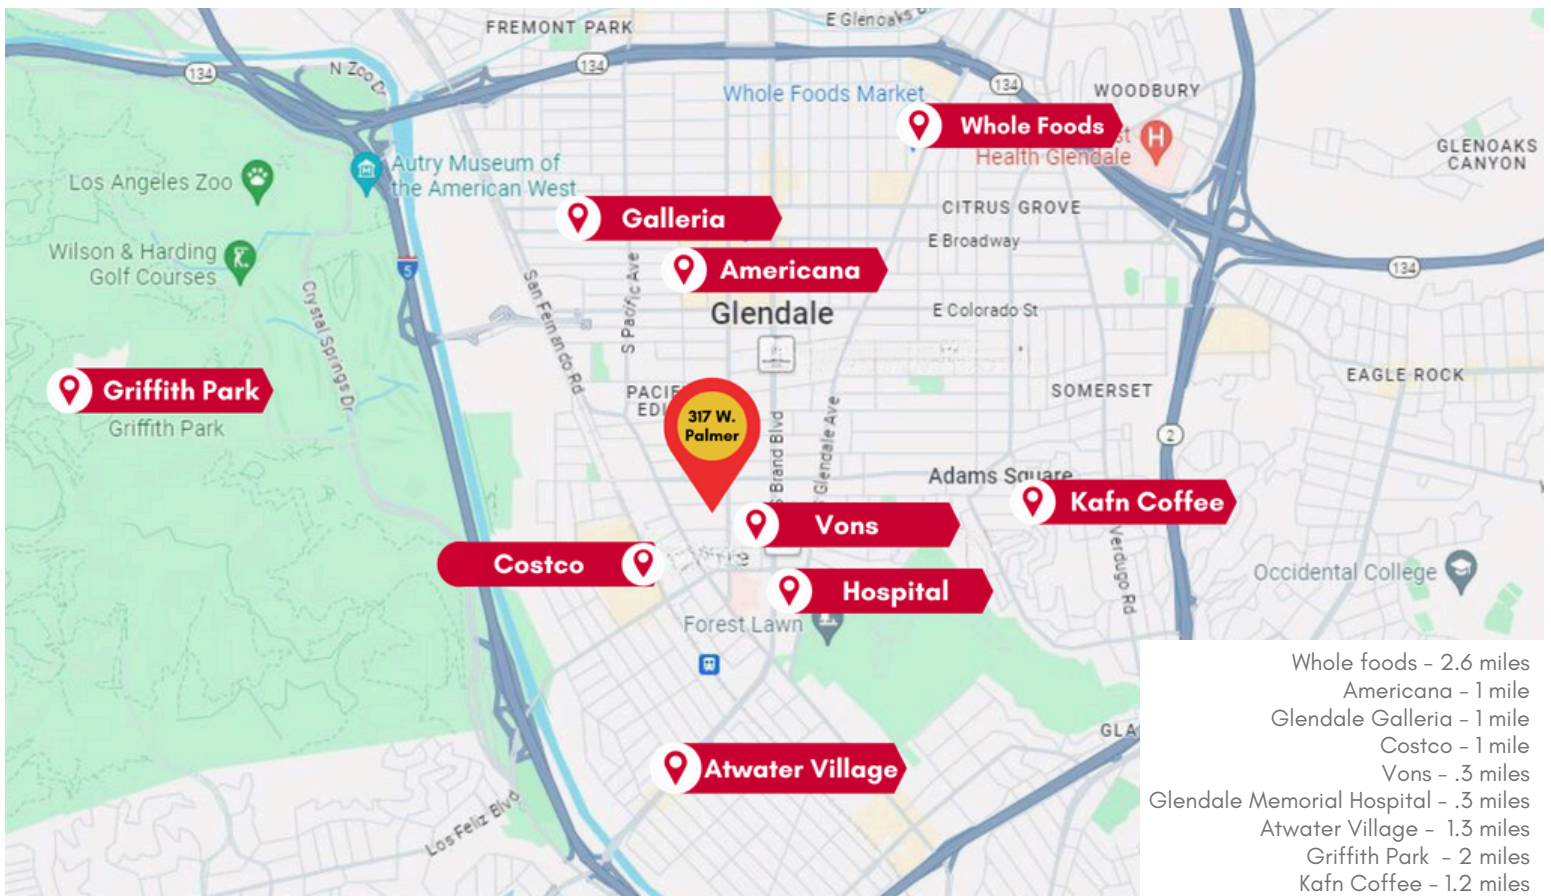 FREMONT PARK
E Glenoaks
134
N Zoo Dr
134
134
Whole Foods Market
WOODBURY
Whole Foods
Health Glendale
H
GLENOAKS
CANYON
Autry Museum of
the American West
Los Angeles Zoo
Galleria
CITRUS GROVE
Wilson & Harding
Golf Courses
E Broadway
5
Americana
134
S Pacific Ave
San Fernando Rd
Crystal Springs Dr
Glendale
E Colorado St
Griffith Park
Griffith Park
EAGLE ROCK
SOMERSET
317 W.
Palmer
S Brand Blvd
S Glendale Ave
2
Adams Square
Kafn Coffee
Vons
Costco
Verdugo Rd
Occidental College
Hospital
Forest Lawn
Atwater Village
Los Feliz Blvd
Whole foods - 2.6 miles
Americana - 1 mile
Glendale Galleria - 1 mile
Costco - 1 mile
Vons - .3 miles
Glendale Memorial Hospital - .3 miles
Atwater Village - 1.3 miles
Griffith Park - 2 miles
Kafn Coffee - 1.2 miles